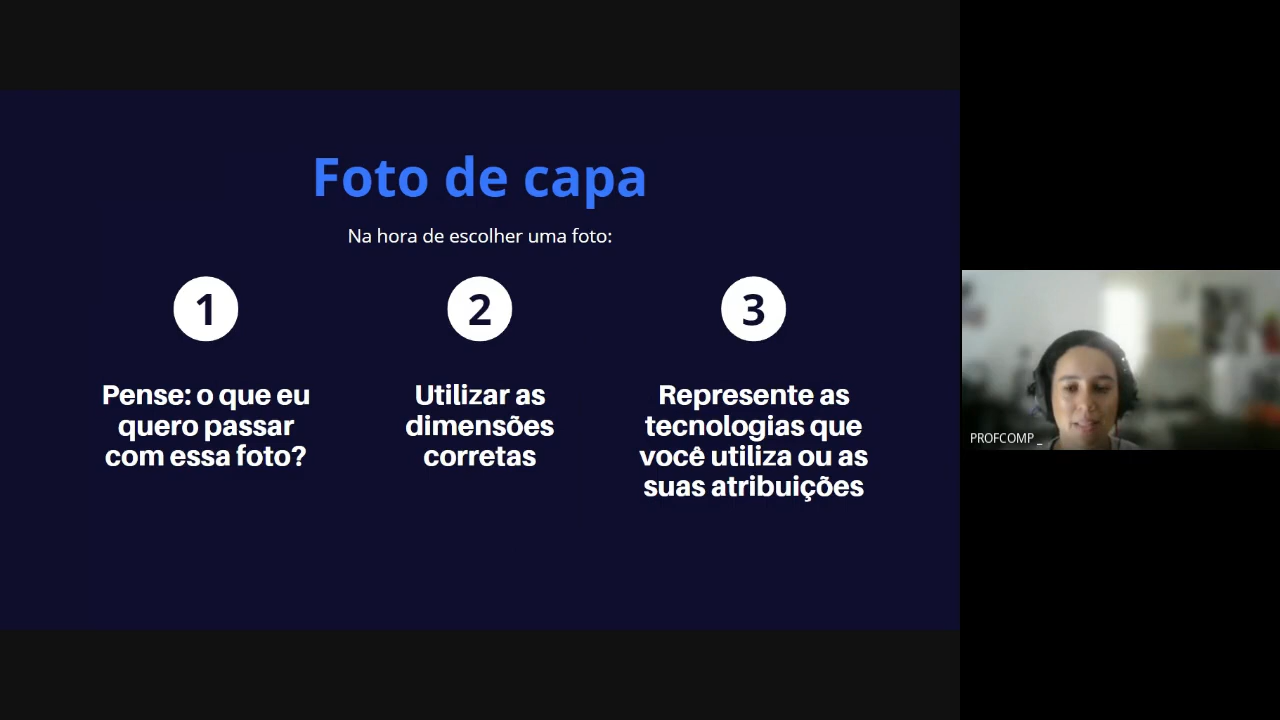 Foto de capa
Na hora de escolher uma foto:
1
Pense: o que eu
quero passar
com essa foto?
2
Utilizar as
dimensões
corretas
3
Represente as
tecnologias que
você utiliza ou as
suas atribuições
PROFCOMP _